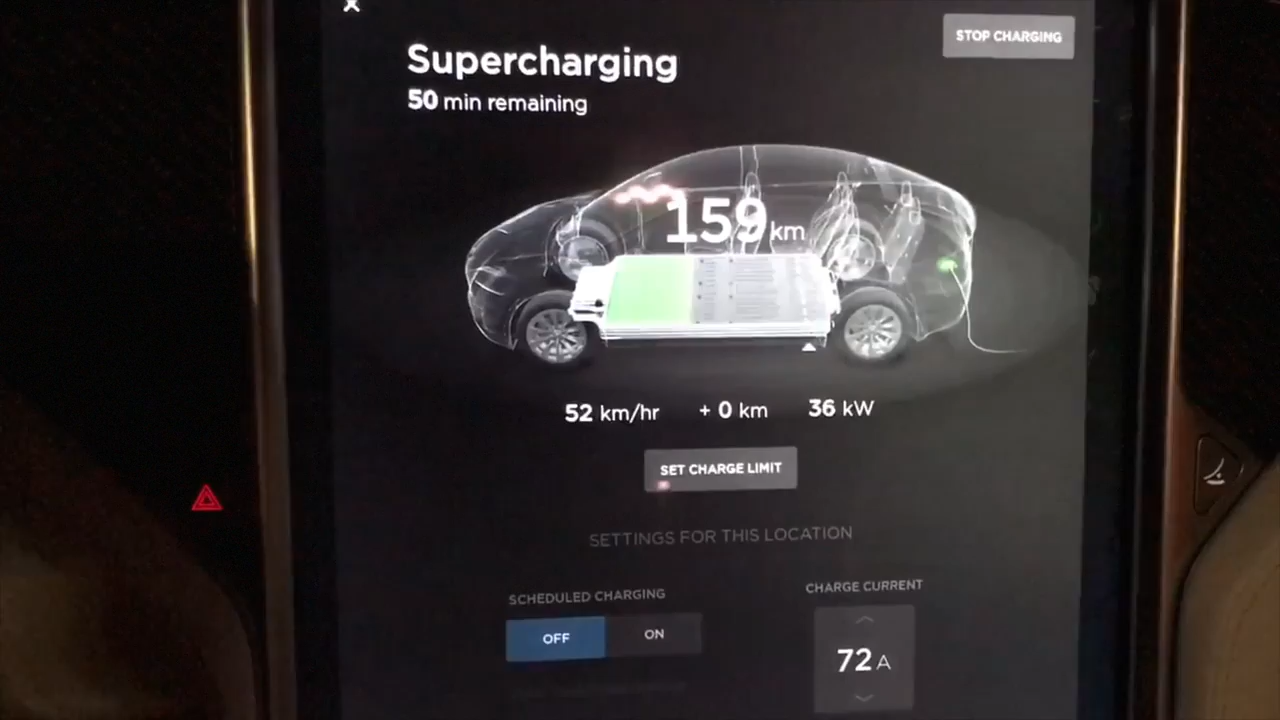 X
STOP CHARGING
Supercharging
50 min remaining
159 km
52 km/hr + 0 km 36 kW
SET CHARGE LIMIT
SETTINGS FOR THIS LOCATION
SCHEDULED CHARGING
CHARGE CURRENT
OFF ON
72 A